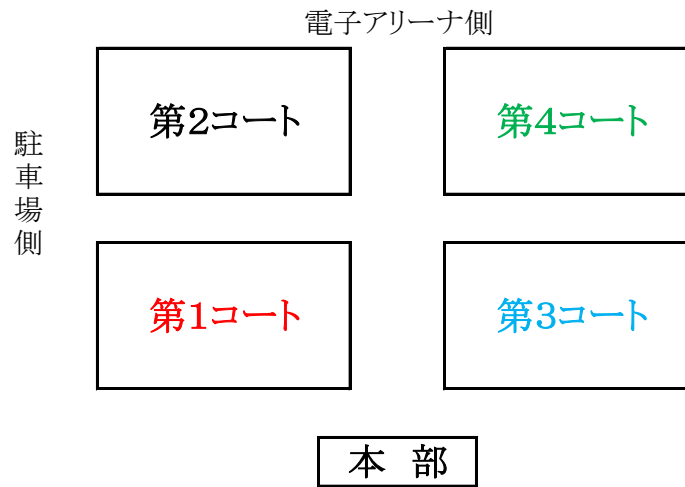 電子アリーナ側
第2コート
第4コート
駐車場側
第1コート
第3コート
本 部